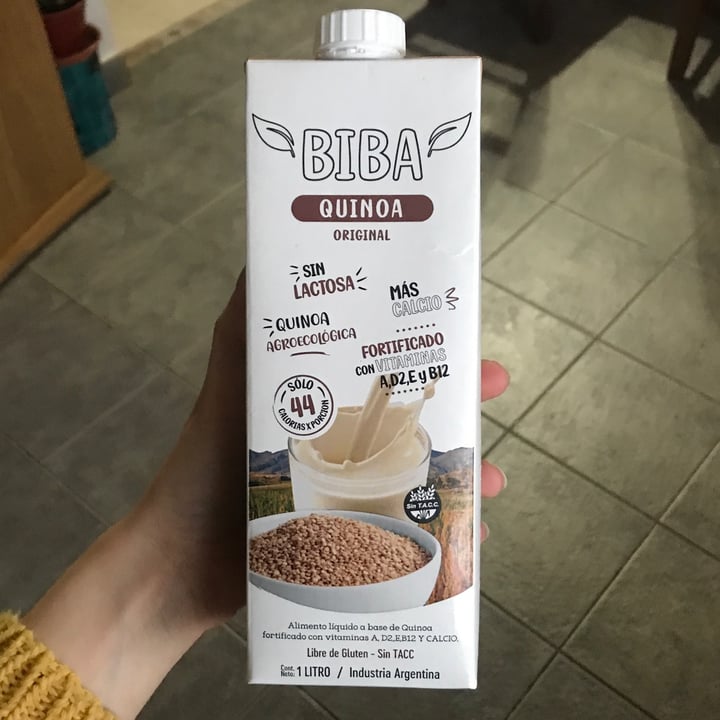 BIBA
QUINOA
ORIGINAL
SIN
LACTOSA
MÁS
CALCIO
QUINOA
AGROECOLÓGICA
FORTIFICADO
CON VITAMINAS
A,D2,E y B12
SÓLO
44
CALORIAS X PORCIÓN
Sin T.A.C.C.
Alimento líquido a base de Quinoa
fortificado con vitaminas A, D2,E,B12 Y CALCIO.
Libre de Gluten - Sin TACC
Cont. Neto: 1 LITRO / Industria Argentina